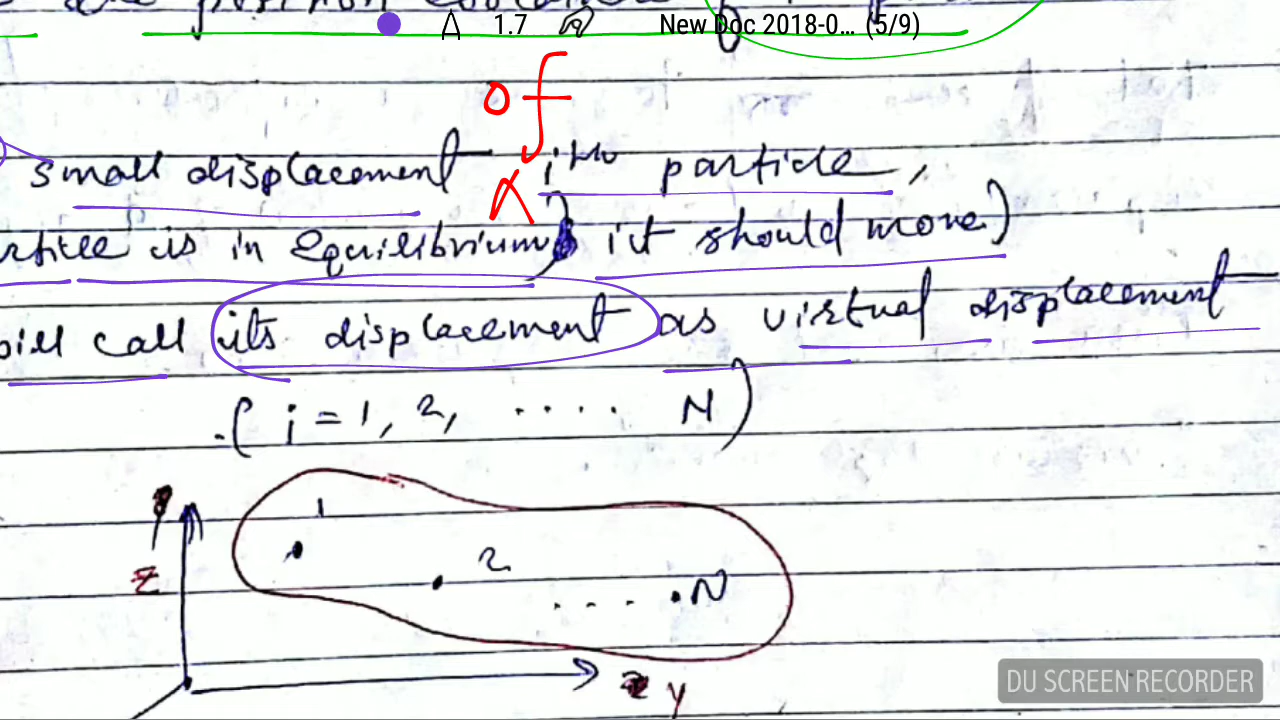 1.7 New Doc 2018-0... (5/9)
of
small displacement ith particle,
rticle is in Equilibrium) it should move)
will call its displacement as virtual displacement
( i = 1, 2, ..... N )
1
z
2
.... N
y
DU SCREEN RECORDER